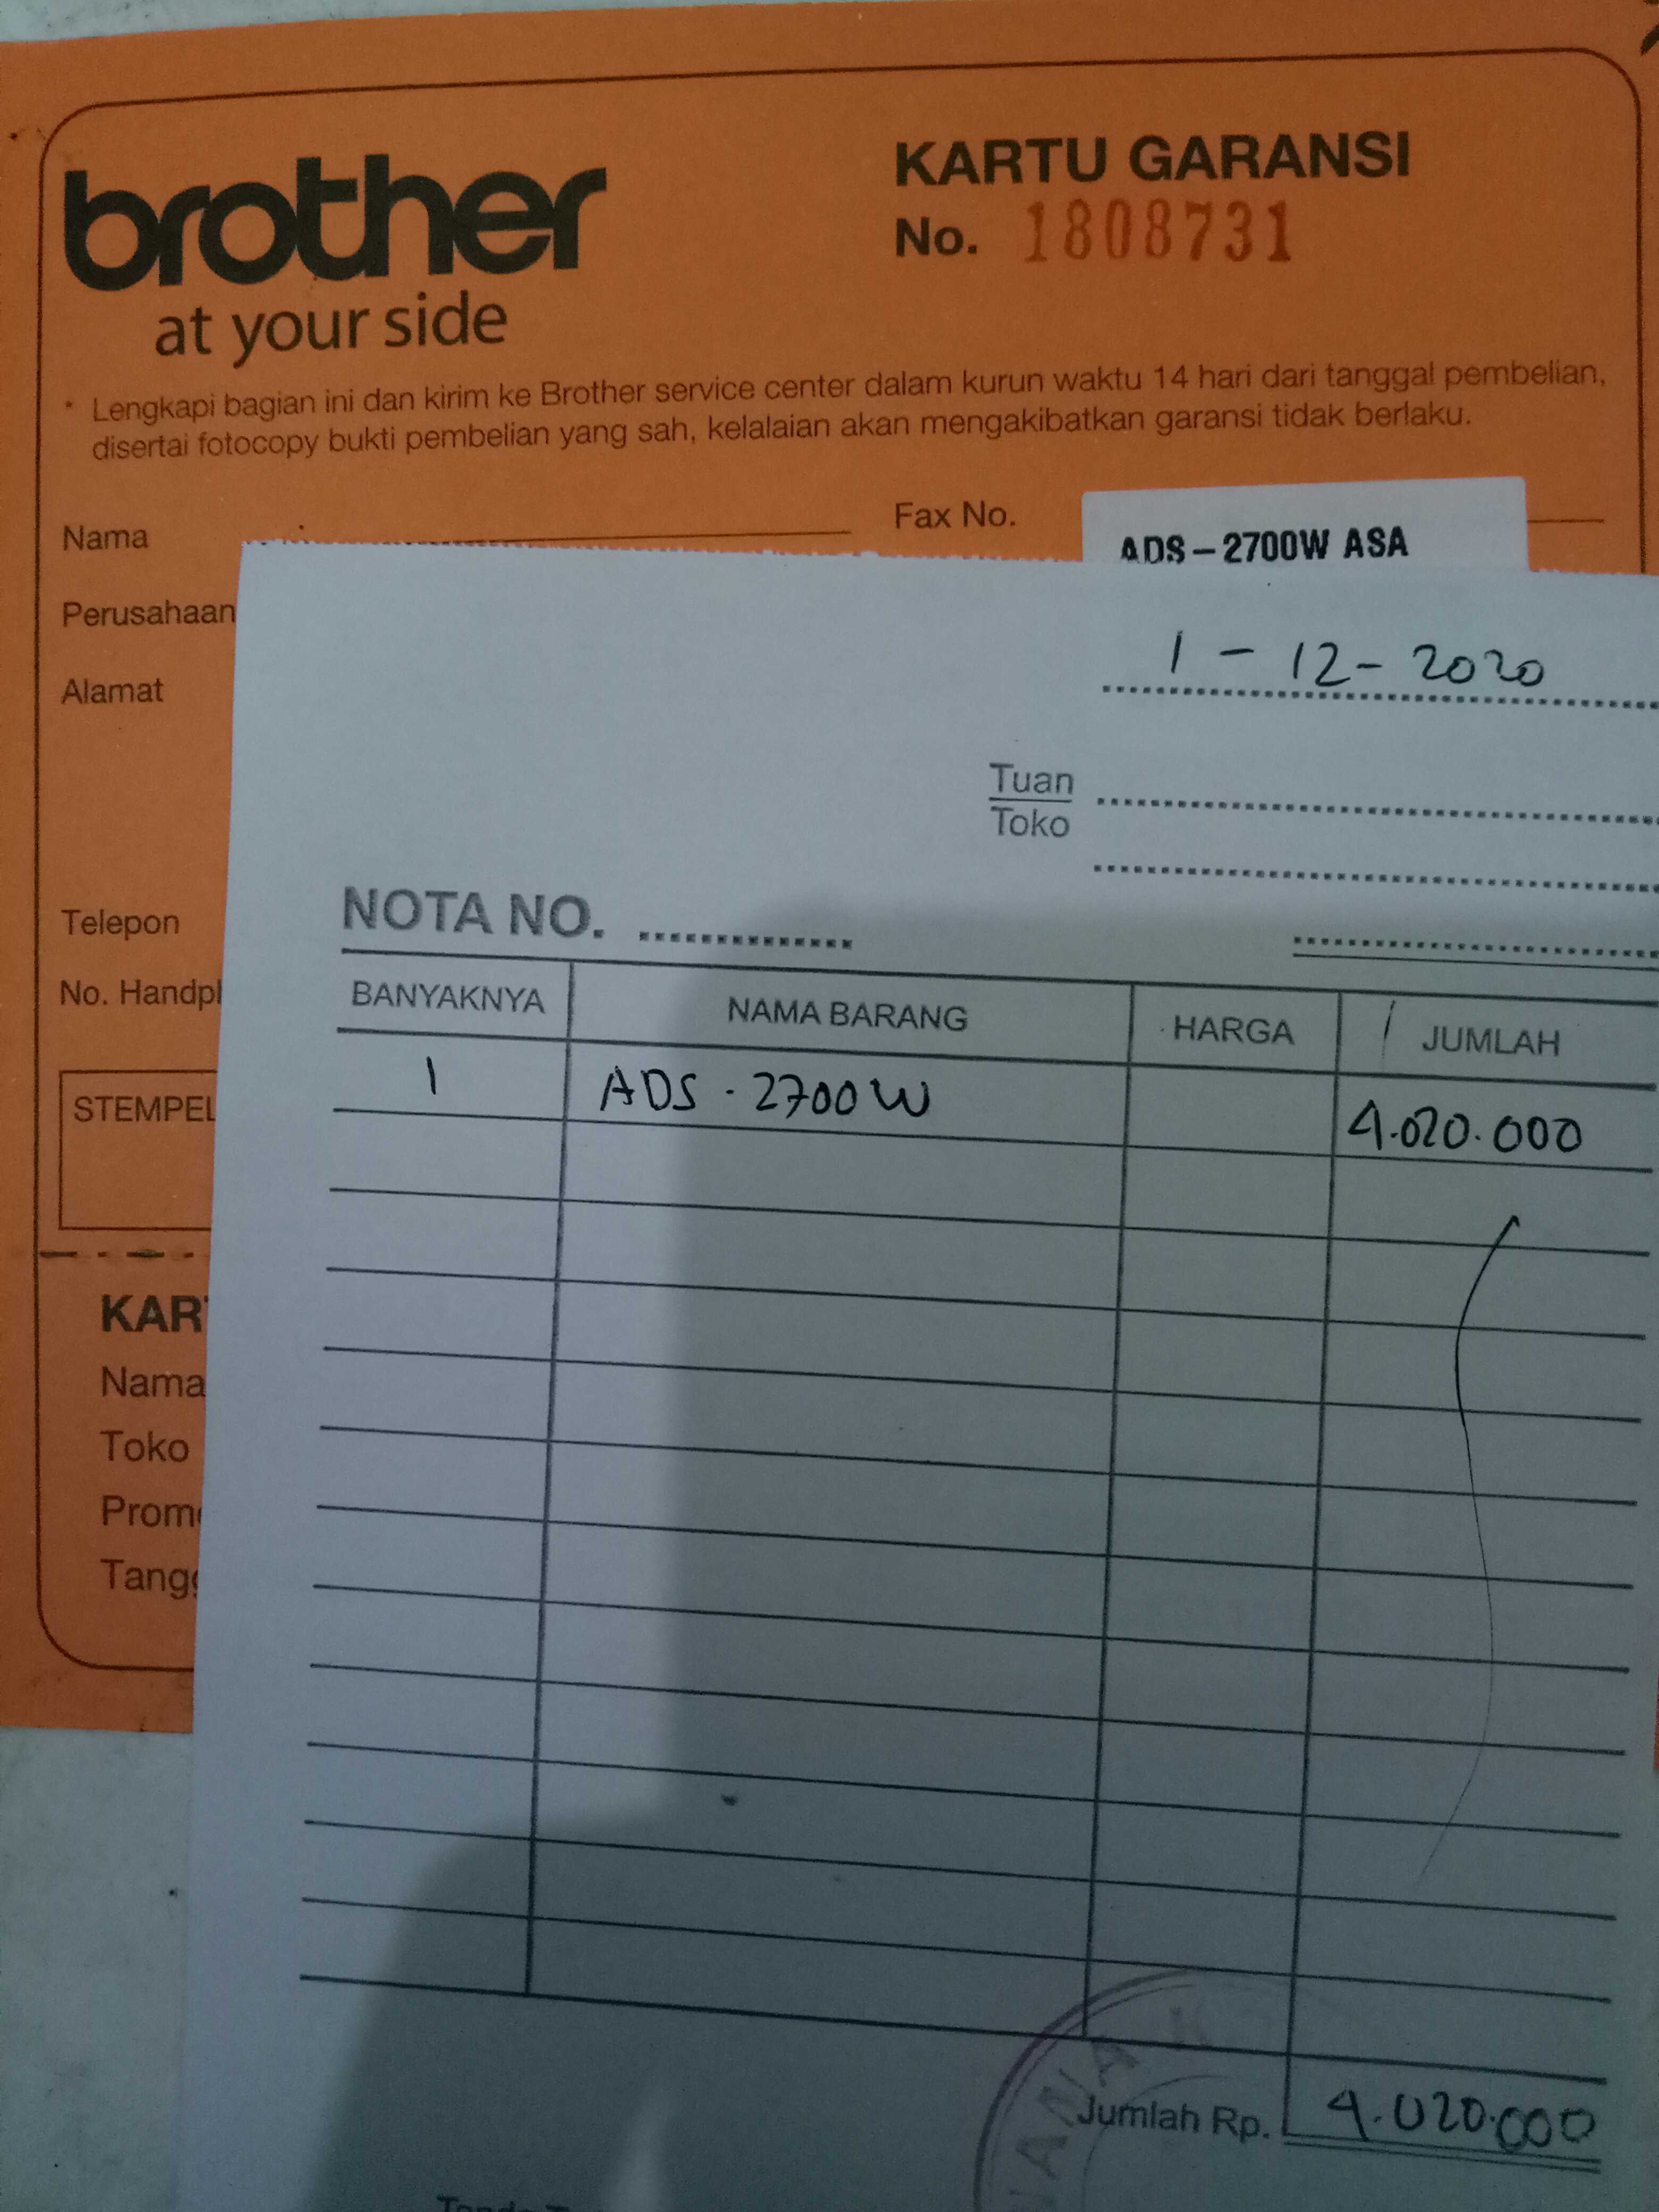 brother
at your side
KARTU GARANSI
No. 1808731
* Lengkapi bagian ini dan kirim ke Brother service center dalam kurun waktu 14 hari dari tanggal pembelian,
disertai fotocopy bukti pembelian yang sah, kelalaian akan mengakibatkan garansi tidak berlaku.
Nama
Fax No.
ADS-2700W ASA
Perusahaan
Alamat
Telepon
No. Handp
STEMPEL
KAR
Nama
Toko
Prom
Tang
1-12-2020
Tuan
Toko
NOTA NO.
BANYAKNYA NAMA BARANG HARGA JUMLAH
1 ADS-2700W 4.020.000
Jumlah Rp. 4.020.000